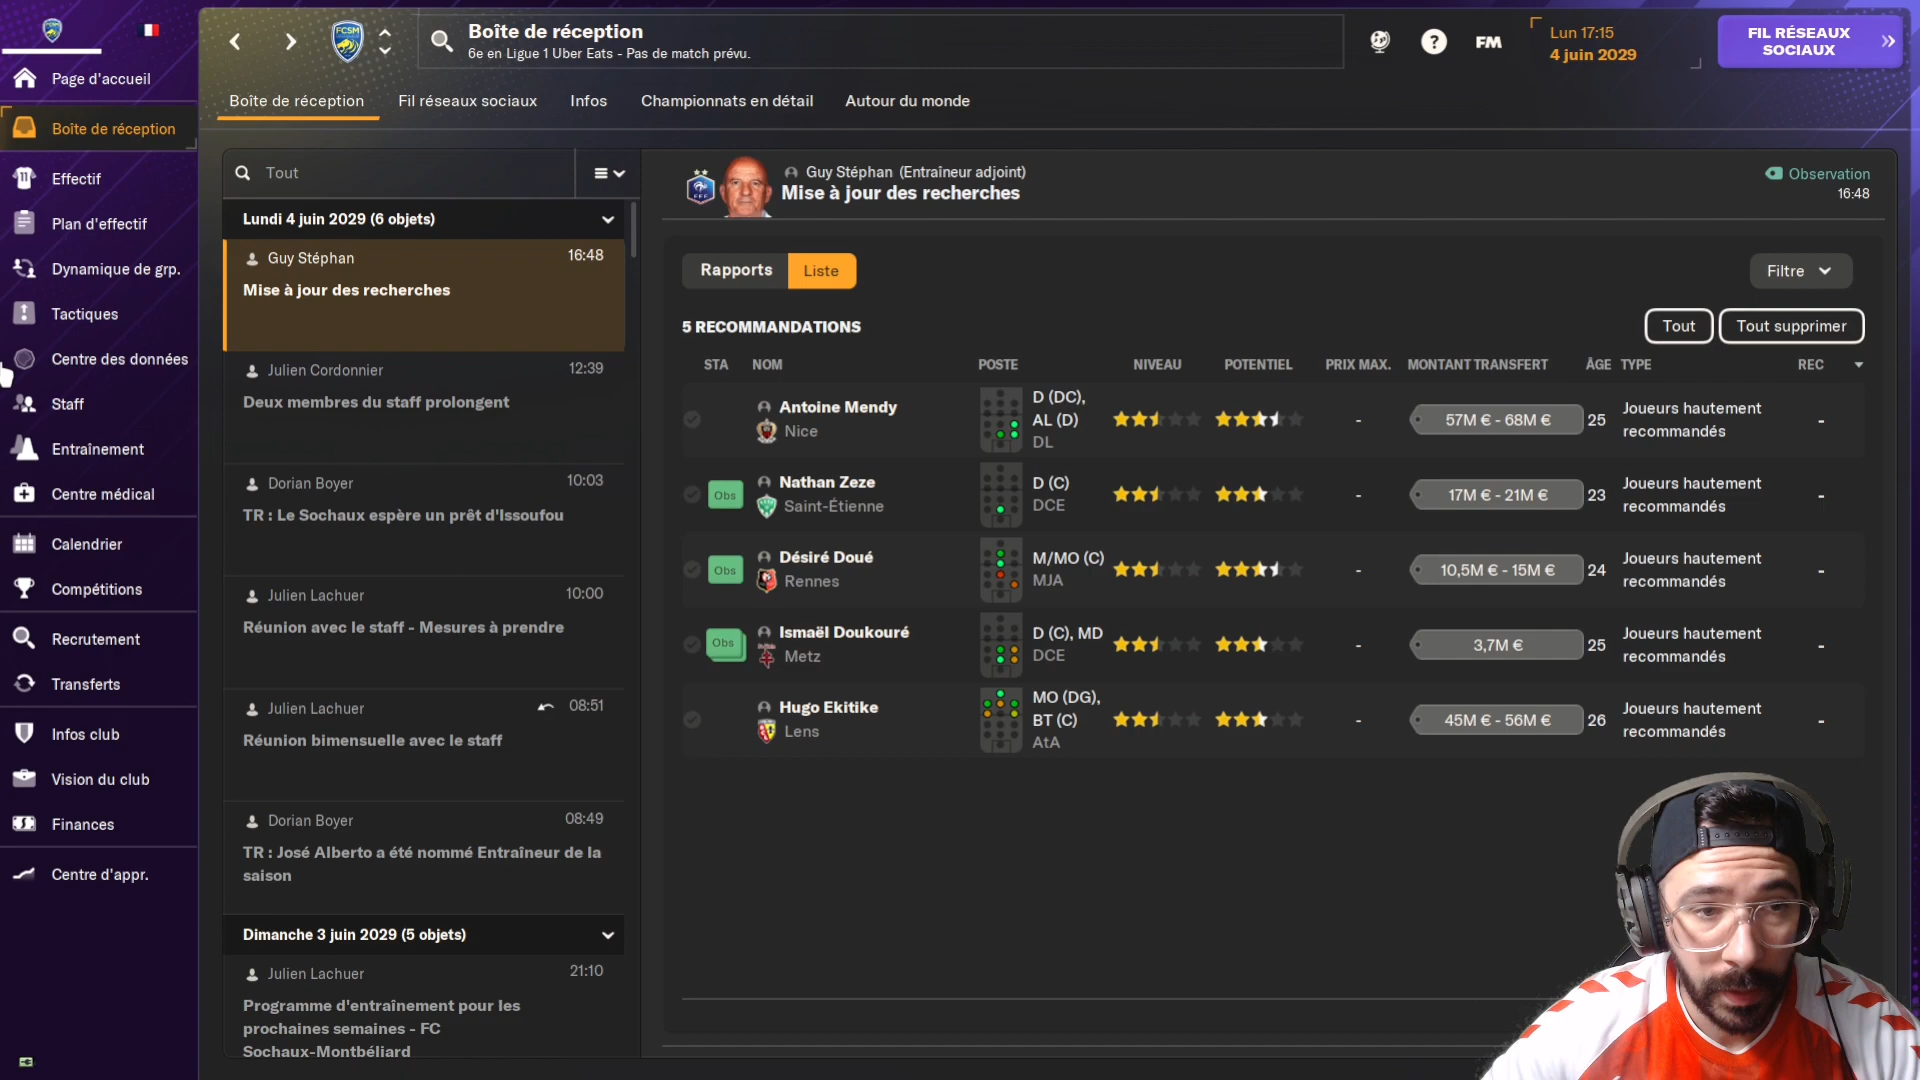 FCSM
Boîte de réception
6e en Ligue 1 Uber Eats - Pas de match prévu.
?
FM
Lun 17:15
4 juin 2029
FIL RÉSEAUX
SOCIAUX
Page d'accueil
Boîte de réception
Effectif
Plan d'effectif
Dynamique de grp.
Tactiques
Centre des données
Staff
Entraînement
Centre médical
Calendrier
Compétitions
Recrutement
Transferts
Infos club
Vision du club
Finances
Centre d'appr.
Boîte de réception
Fil réseaux sociaux
Infos
Championnats en détail
Autour du monde
Tout
Lundi 4 juin 2029 (6 objets)
Guy Stéphan 16:48
Mise à jour des recherches
Julien Cordonnier 12:39
Deux membres du staff prolongent
Dorian Boyer 10:03
TR : Le Sochaux espère un prêt d'Issoufou
Julien Lachuer 10:00
Réunion avec le staff - Mesures à prendre
Julien Lachuer 08:51
Réunion bimensuelle avec le staff
Dorian Boyer 08:49
TR : José Alberto a été nommé Entraîneur de la
saison
Dimanche 3 juin 2029 (5 objets)
Julien Lachuer 21:10
Programme d'entraînement pour les
prochaines semaines - FC
Sochaux-Montbéliard
FFF
Guy Stéphan (Entraîneur adjoint)
Mise à jour des recherches
Observation
16:48
Rapports
Liste
Filtre
5 RECOMMANDATIONS
Tout
Tout supprimer
STA NOM POSTE NIVEAU POTENTIEL PRIX MAX. MONTANT TRANSFERT ÂGE TYPE REC
Antoine Mendy
Nice
D (DC),
AL (D)
DL
-
57M € - 68M €
25
Joueurs hautement
recommandés
-
Obs
Nathan Zeze
Saint-Étienne
D (C)
DCE
-
17M € - 21M €
23
Joueurs hautement
recommandés
-
Obs
Désiré Doué
Rennes
M/MO (C)
MJA
-
10,5M € - 15M €
24
Joueurs hautement
recommandés
-
Obs
Ismaël Doukouré
Metz
D (C), MD
DCE
-
3,7M €
25
Joueurs hautement
recommandés
-
Hugo Ekitike
Lens
MO (DG),
BT (C)
AtA
-
45M € - 56M €
26
Joueurs hautement
recommandés
-